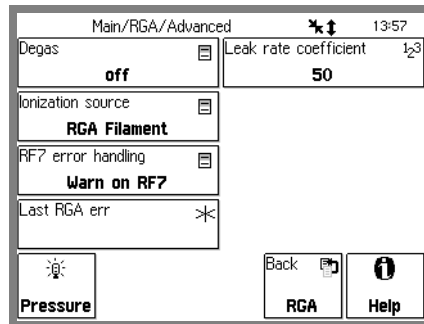 Main/RGA/Advanced 13:57
Degas
off
Leak rate coefficient 123
50
Ionization source
RGA Filament
RF7 error handling
Warn on RF7
Last RGA err
Pressure
Back
RGA
Help